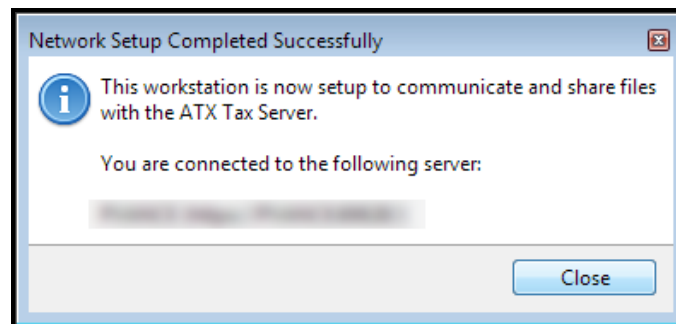 Network Setup Completed Successfully
This workstation is now setup to communicate and share files
with the ATX Tax Server.
You are connected to the following server:
Close